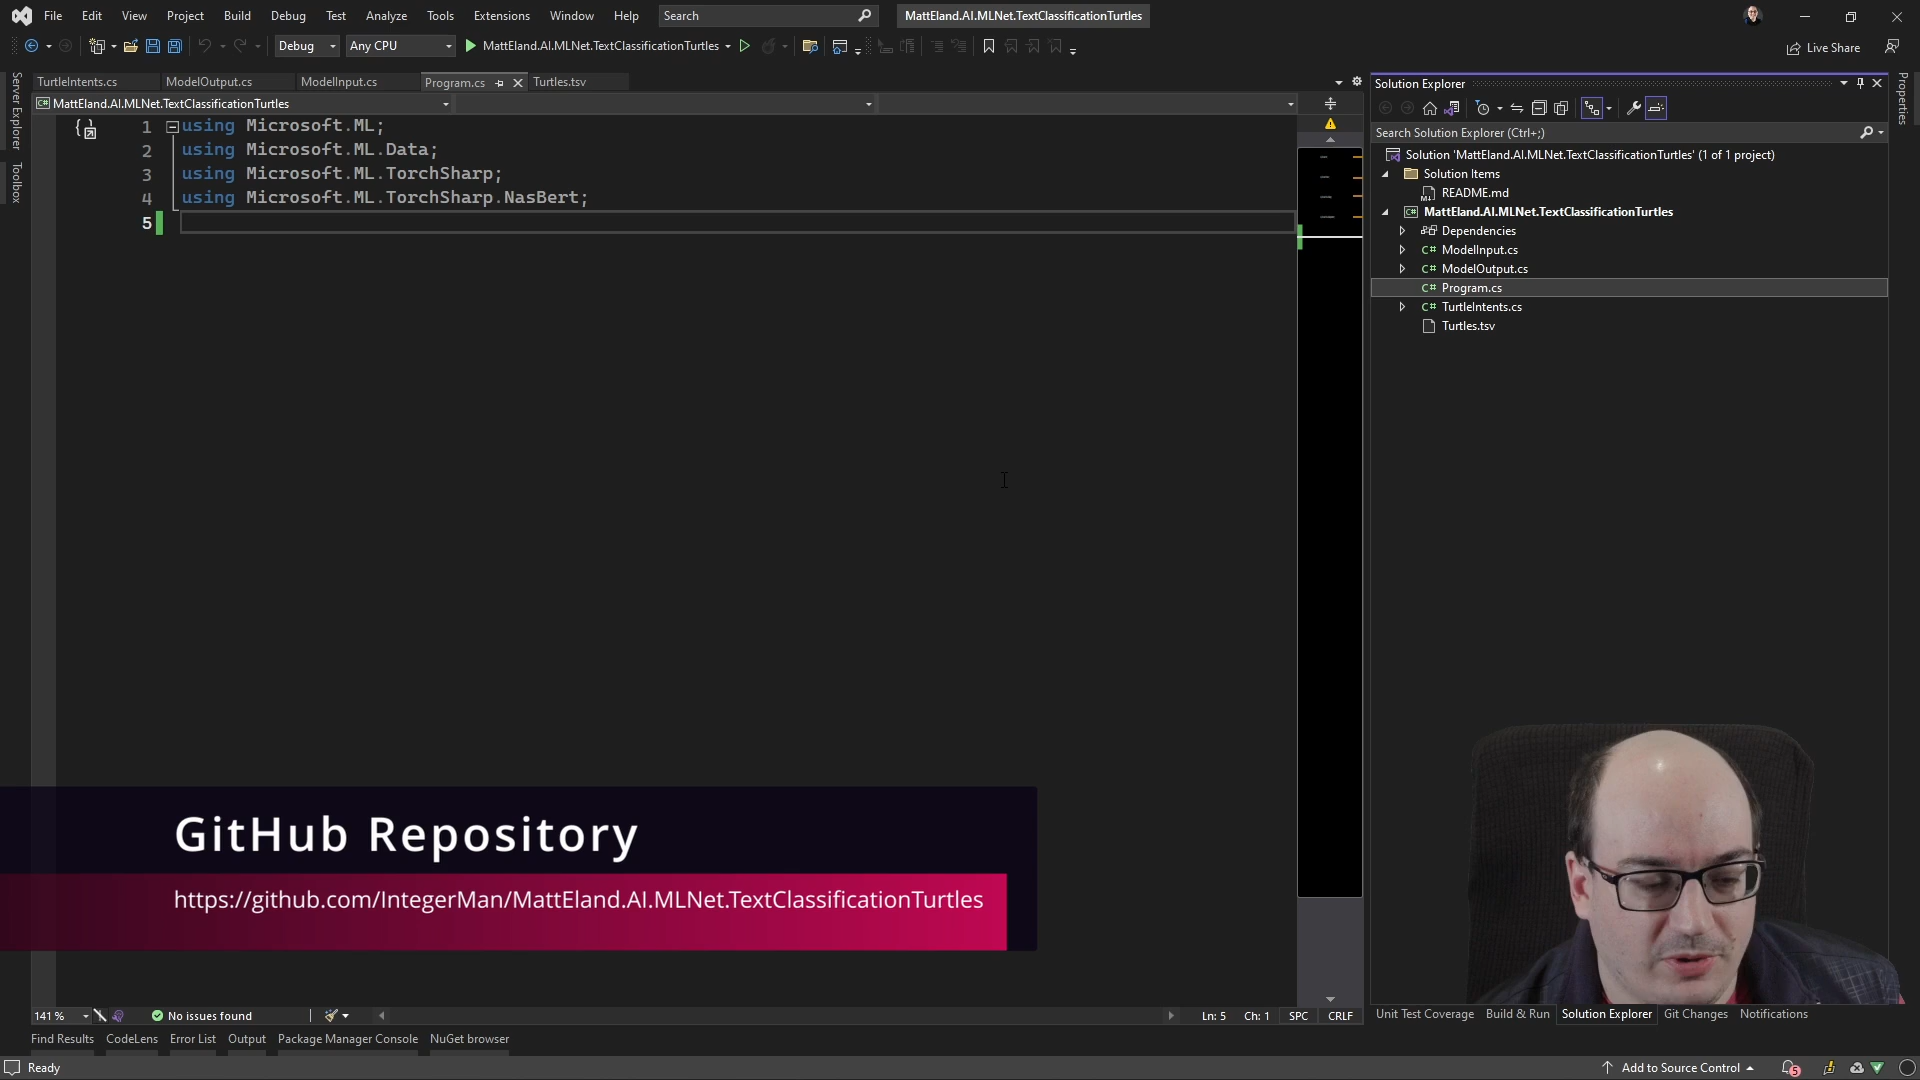 File Edit View Project Build Debug Test Analyze Tools Extensions Window Help Search MattEland.AI.MLNet.TextClassificationTurtles
Debug Any CPU MattEland.AI.MLNet.TextClassificationTurtles Live Share
TurtleIntents.cs ModelOutput.cs ModelInput.cs Program.cs Turtles.tsv
MattEland.AI.MLNet.TextClassificationTurtles
1 using Microsoft.ML;
2 using Microsoft.ML.Data;
3 using Microsoft.ML.TorchSharp;
4 using Microsoft.ML.TorchSharp.NasBert;
5
Server Explorer
Toolbox
Solution Explorer
Search Solution Explorer (Ctrl+;)
Solution 'MattEland.AI.MLNet.TextClassificationTurtles' (1 of 1 project)
Solution Items
README.md
MattEland.AI.MLNet.TextClassificationTurtles
Dependencies
ModelInput.cs
ModelOutput.cs
Program.cs
TurtleIntents.cs
Turtles.tsv
Properties
GitHub Repository
https://github.com/IntegerMan/MattEland.AI.MLNet.TextClassificationTurtles
141 % No issues found Ln: 5 Ch: 1 SPC CRLF
Unit Test Coverage Build & Run Solution Explorer Git Changes Notifications
Find Results CodeLens Error List Output Package Manager Console NuGet browser
Ready Add to Source Control 5